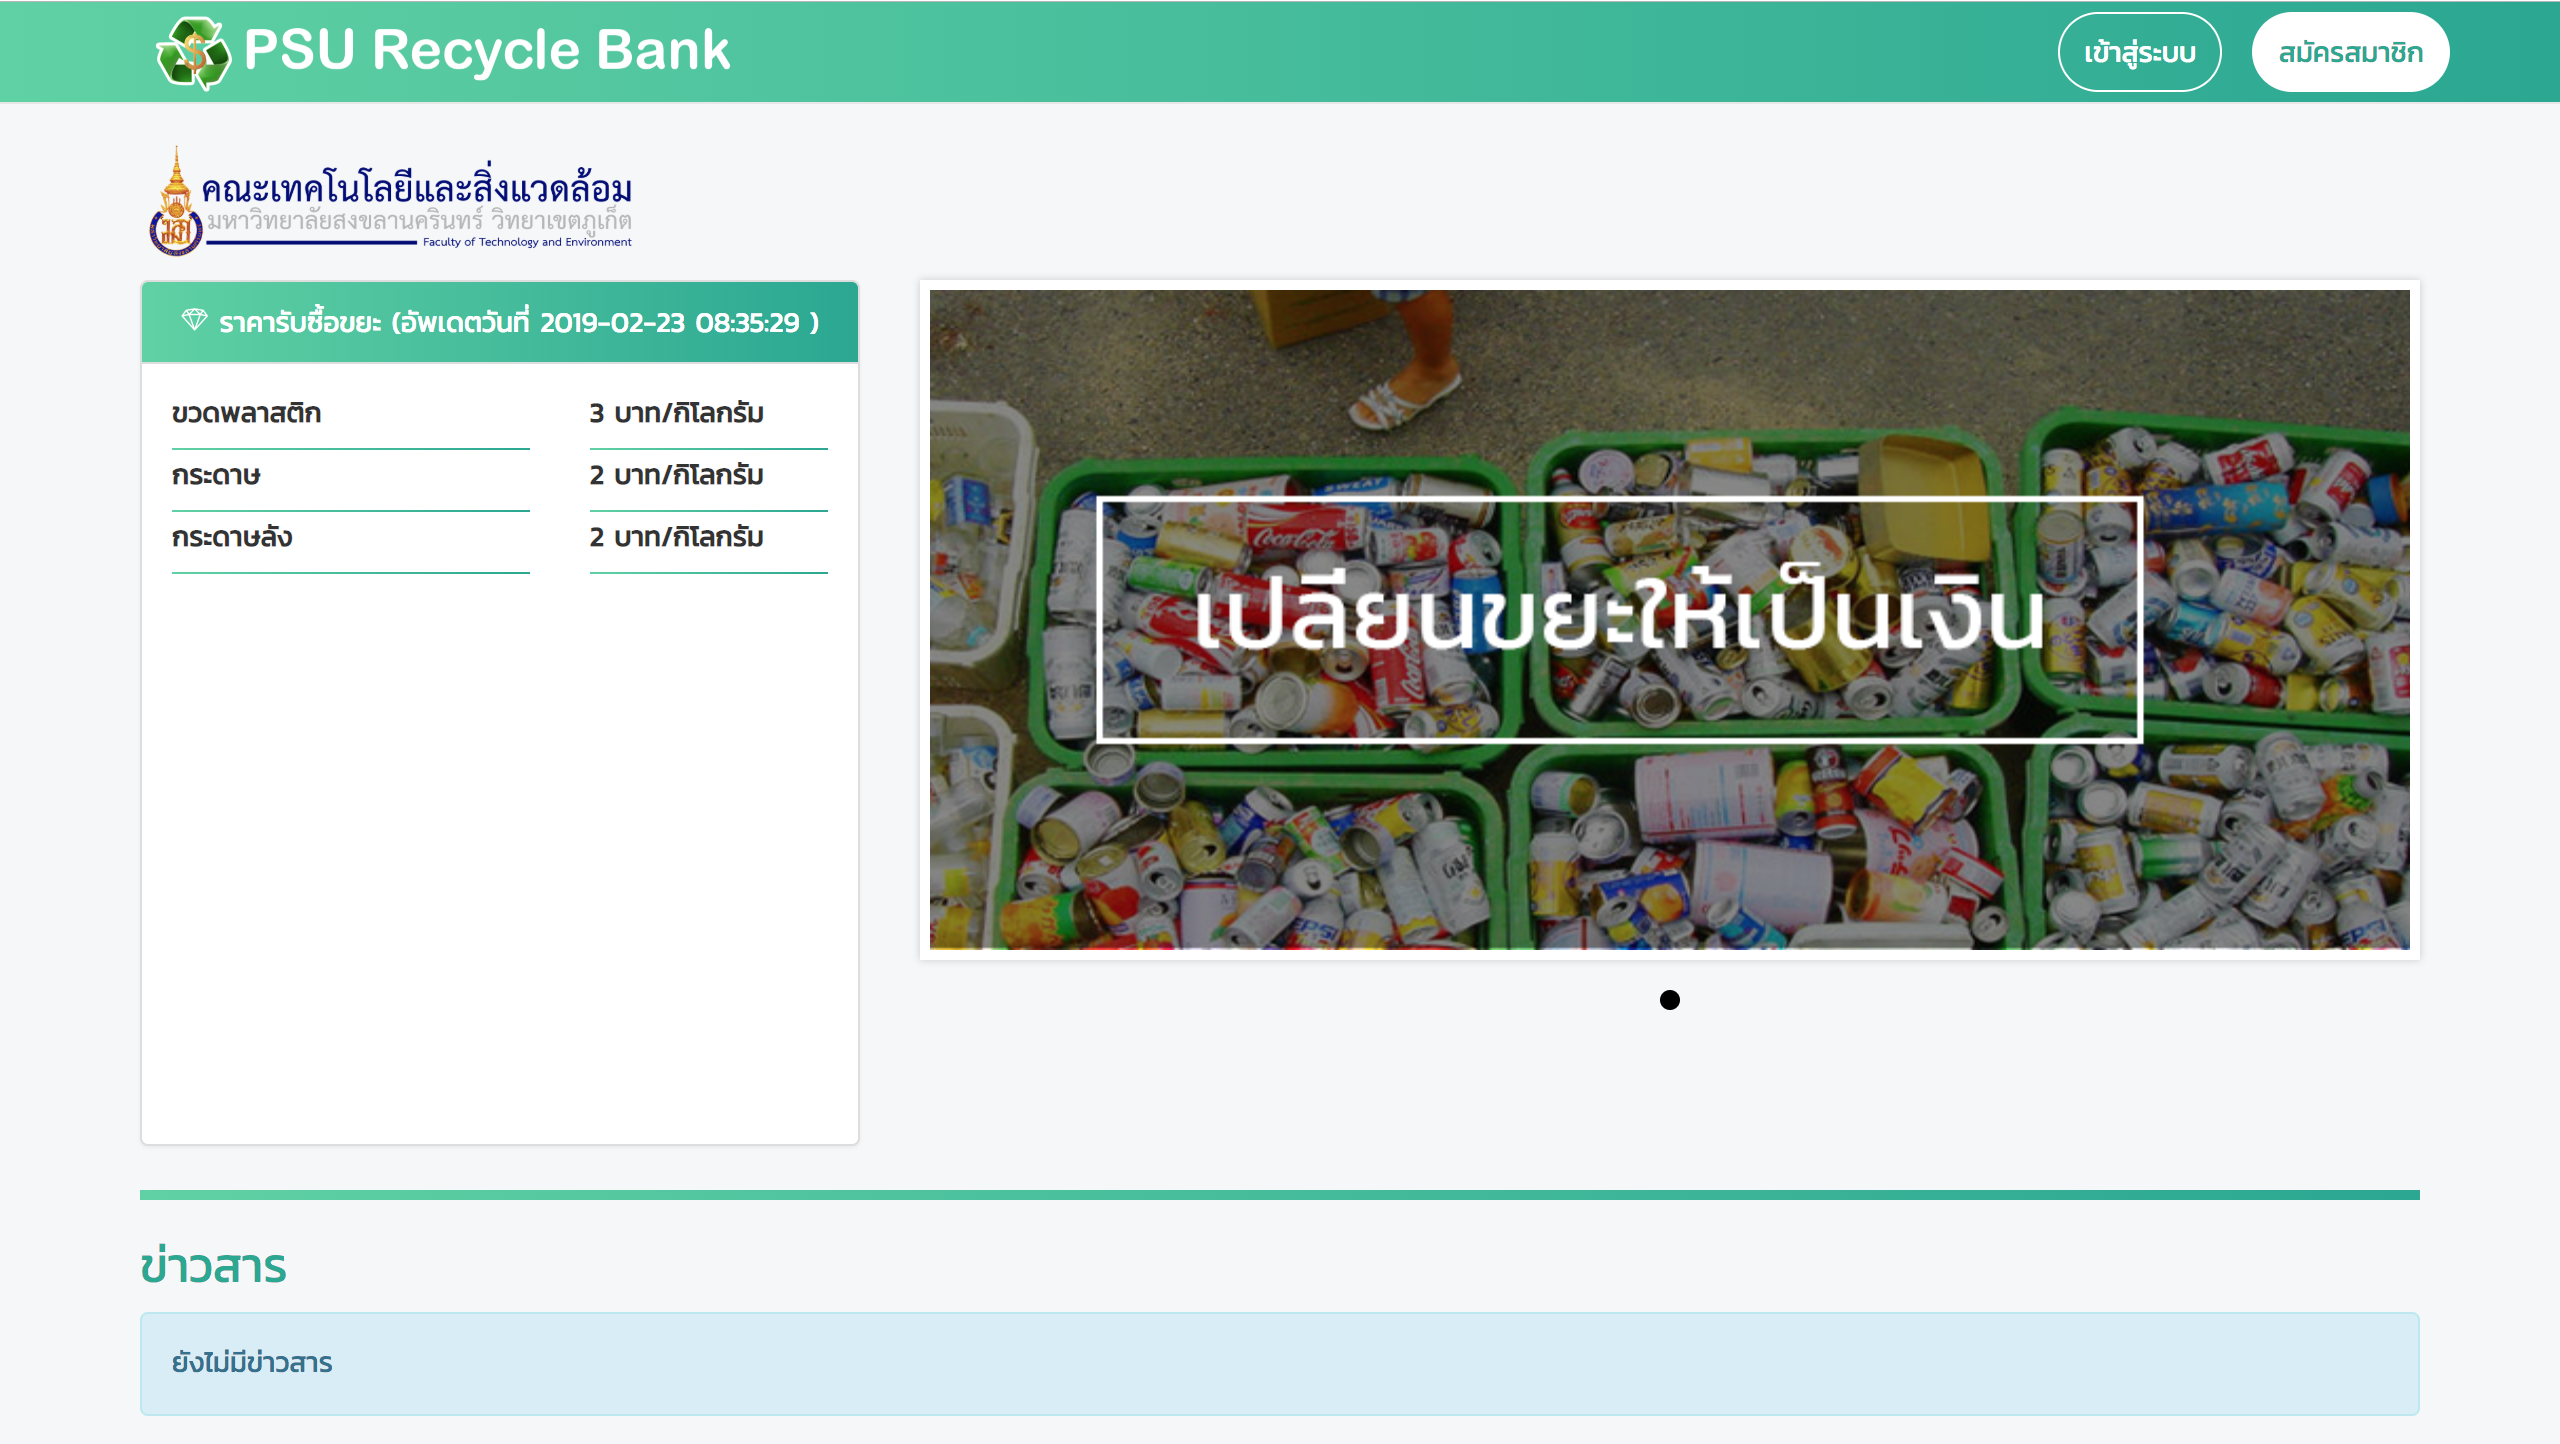 PSU Recycle Bank
เข้าสู่ระบบ
สมัครสมาชิก
คณะเทคโนโลยีและสิ่งแวดล้อม
มหาวิทยาลัยสงขลานครินทร์ วิทยาเขตภูเก็ต
Faculty of Technology and Environment
ราคารับซื้อขยะ (อัพเดตวันที่ 2019-02-23 08:35:29 )
ขวดพลาสติก 3 บาท/กิโลกรัม
กระดาษ 2 บาท/กิโลกรัม
กระดาษลัง 2 บาท/กิโลกรัม
Coca-Cola
เปลี่ยนขยะให้เป็นเงิน
PEPSI
ข่าวสาร
ยังไม่มีข่าวสาร